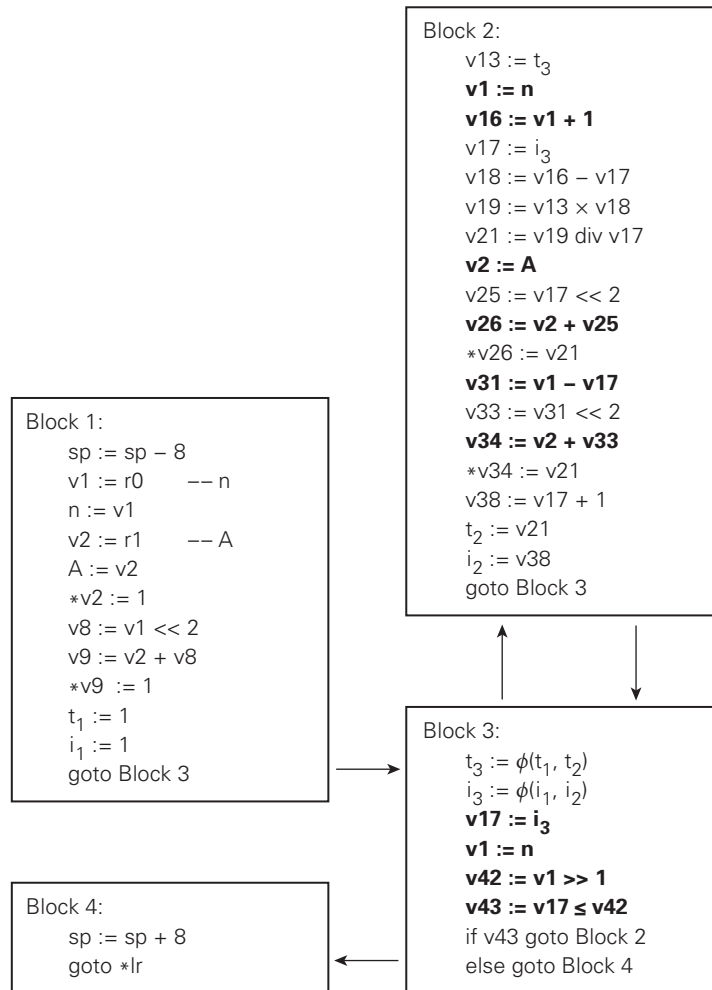 Block 1:
sp := sp – 8
v1 := r0 –– n
n := v1
v2 := r1 –– A
A := v2
*v2 := 1
v8 := v1 << 2
v9 := v2 + v8
*v9 := 1
t₁ := 1
i₁ := 1
goto Block 3
Block 2:
v13 := t₃
v1 := n
v16 := v1 + 1
v17 := i₃
v18 := v16 – v17
v19 := v13 × v18
v21 := v19 div v17
v2 := A
v25 := v17 << 2
v26 := v2 + v25
*v26 := v21
v31 := v1 – v17
v33 := v31 << 2
v34 := v2 + v33
*v34 := v21
v38 := v17 + 1
t₂ := v21
i₂ := v38
goto Block 3
Block 3:
t₃ := ϕ(t₁, t₂)
i₃ := ϕ(i₁, i₂)
v17 := i₃
v1 := n
v42 := v1 >> 1
v43 := v17 ≤ v42
if v43 goto Block 2
else goto Block 4
Block 4:
sp := sp + 8
goto *lr